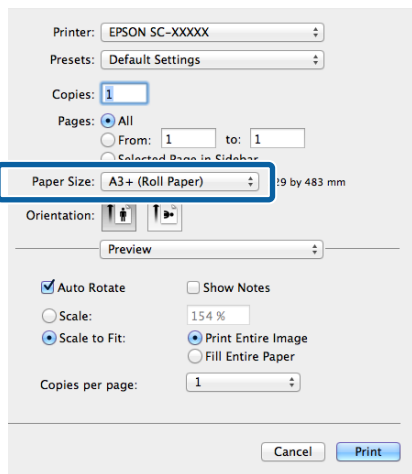 Printer: EPSON SC-XXXXX
Presets: Default Settings
Copies: 1
Pages: All
From: 1 to: 1
Selected Page in Sidebar
Paper Size: A3+ (Roll Paper) 29 by 483 mm
Orientation:
Preview
Auto Rotate Show Notes
Scale: 154 %
Scale to Fit: Print Entire Image
Fill Entire Paper
Copies per page: 1
Cancel Print